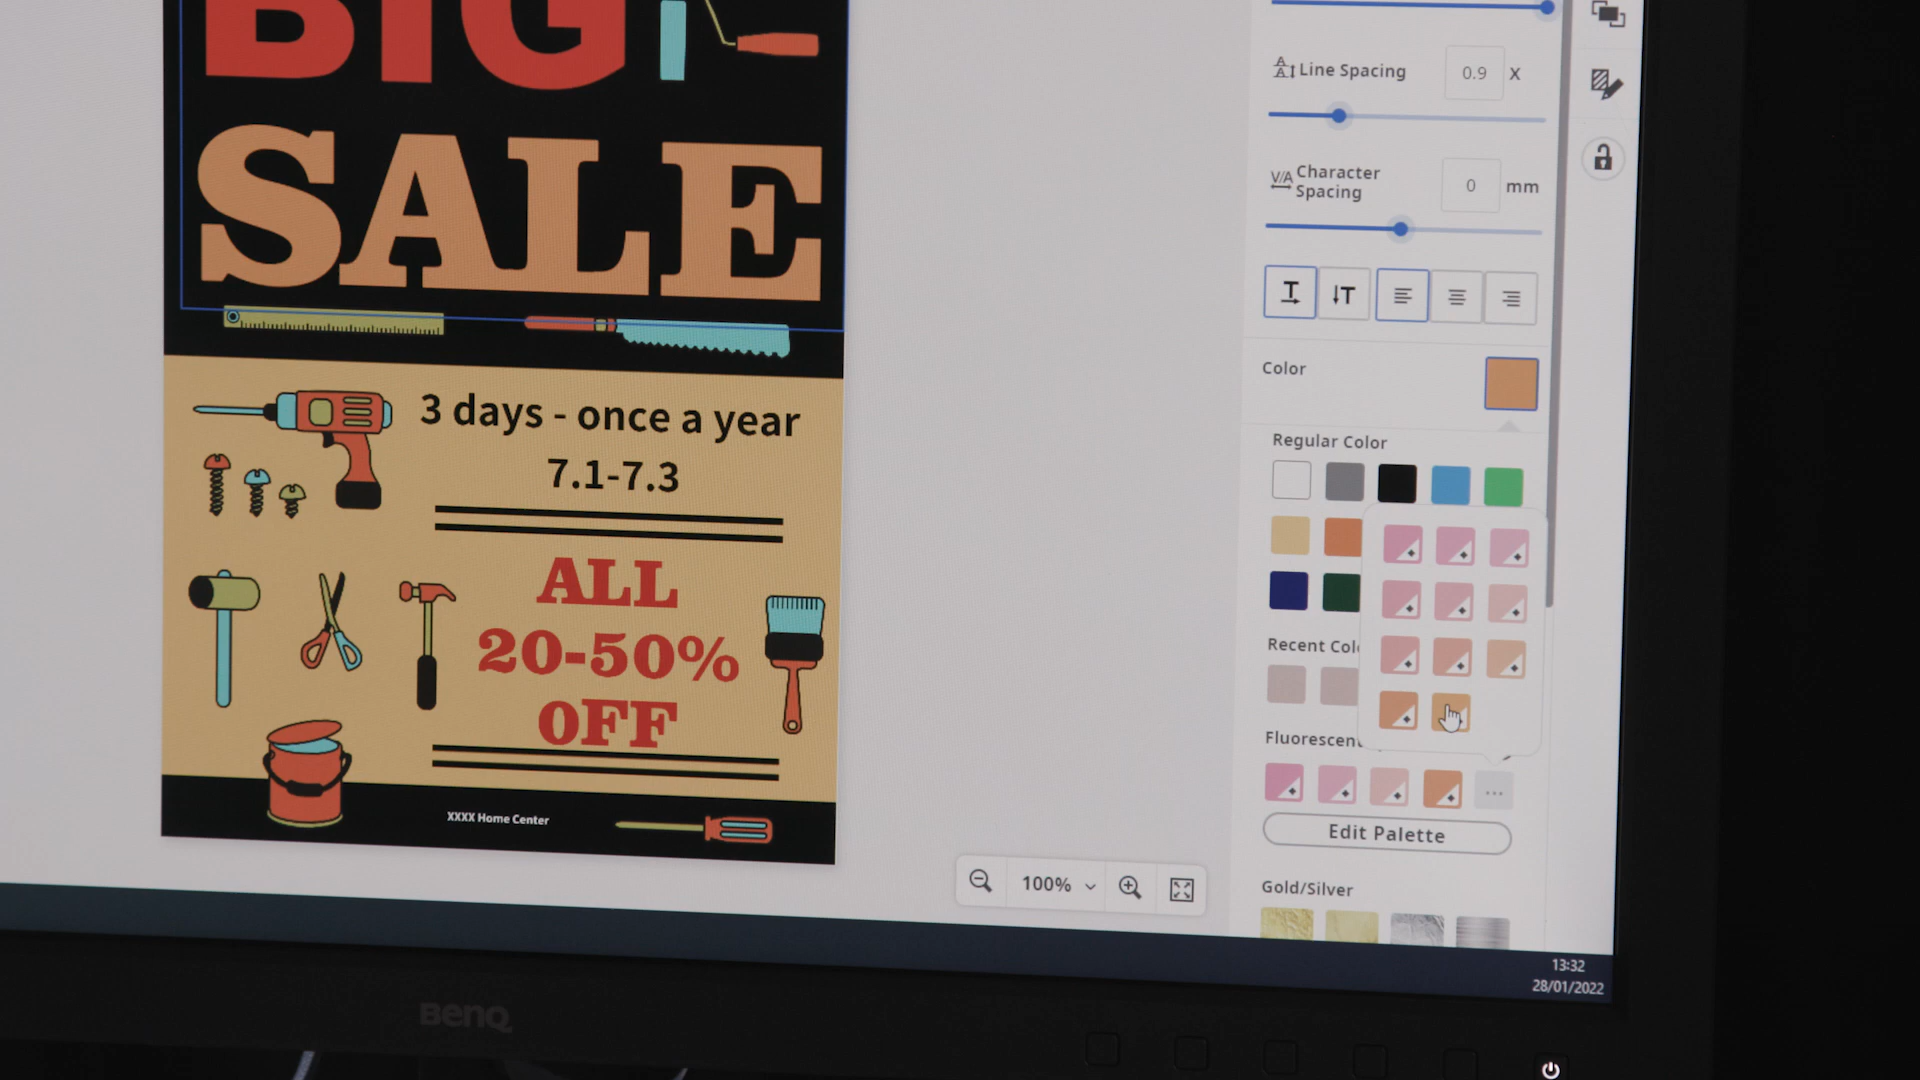 BIG
SALE
3 days - once a year
7.1-7.3
ALL
20-50%
OFF
XXXX Home Center
Line Spacing 0.9 X
Character
Spacing 0 mm
Color
Regular Color
Recent
Fluorescent
Edit Palette
Gold/Silver
100%
13:32
28/01/2022
BenQ